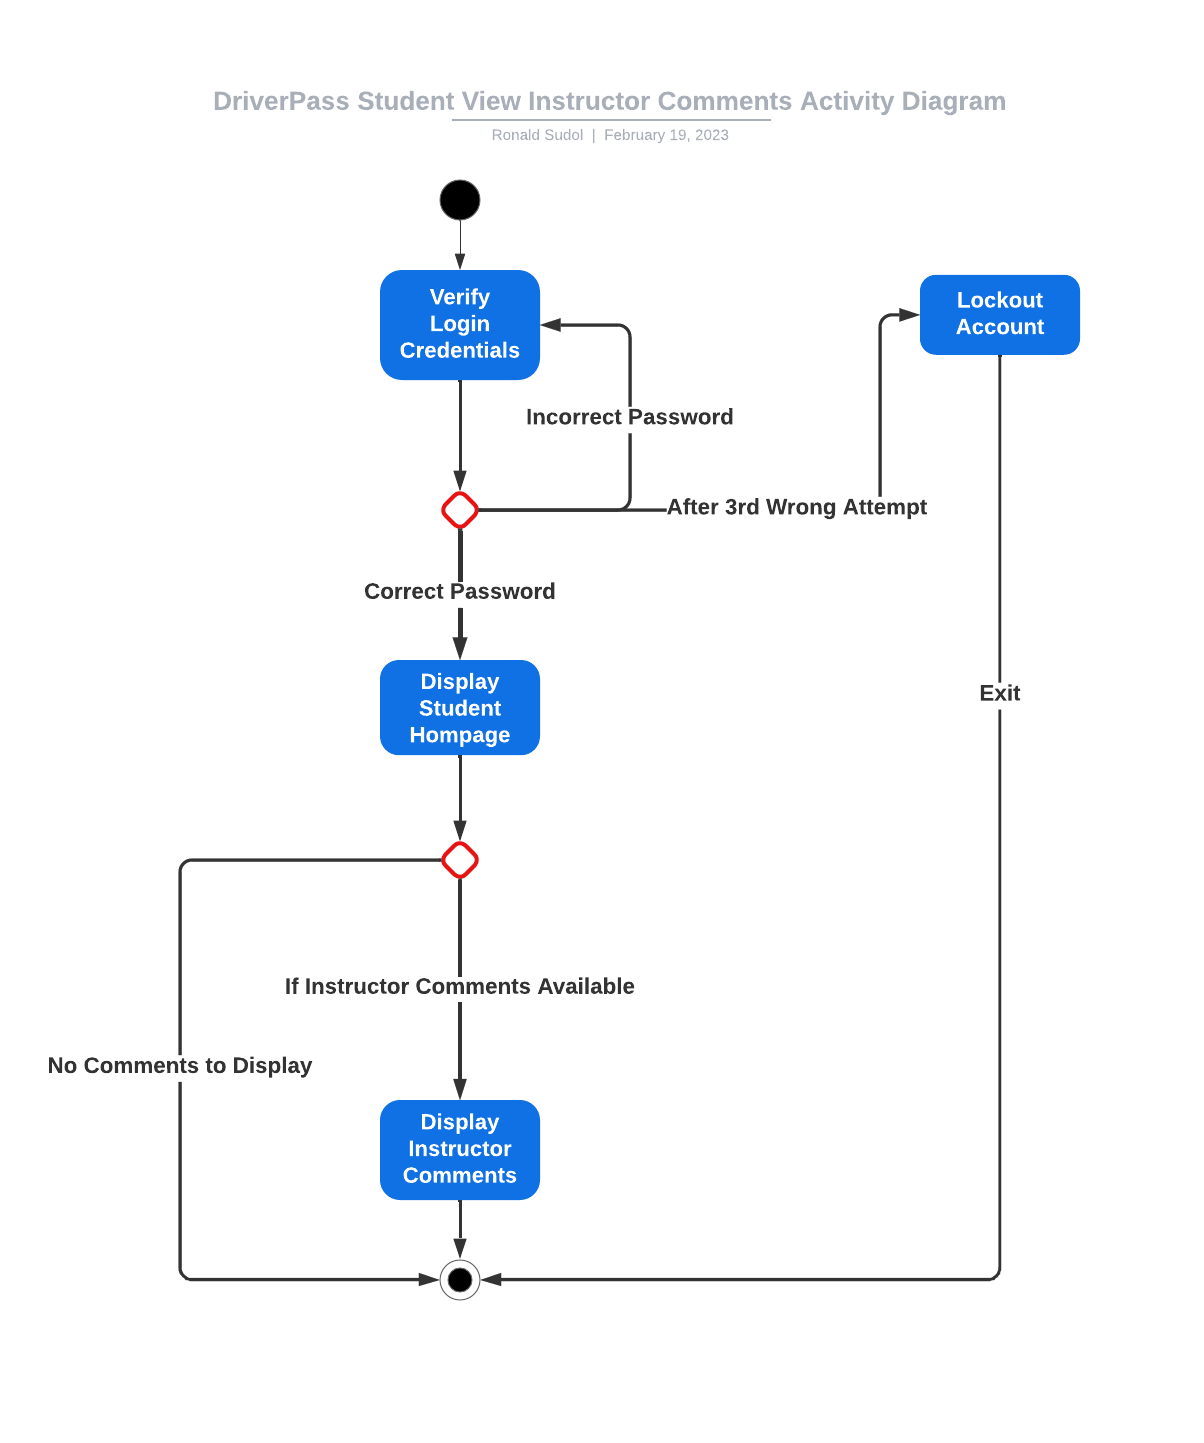 DriverPass Student View Instructor Comments Activity Diagram
Ronald Sudol | February 19, 2023
Verify
Login
Credentials
Lockout
Account
Incorrect Password
After 3rd Wrong Attempt
Correct Password
Display
Student
Hompage
Exit
If Instructor Comments Available
No Comments to Display
Display
Instructor
Comments